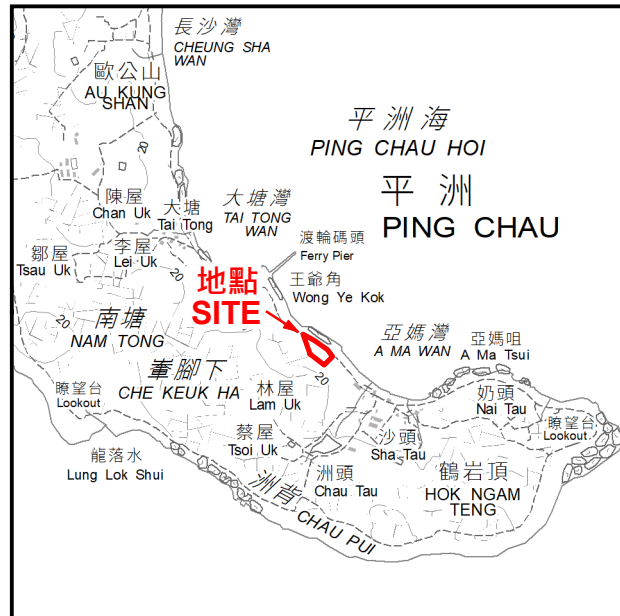 長沙灣
CHEUNG SHA
WAN
歐公山
AU KUNG
SHAN
20
平洲海
PING CHAU HOI
平洲
PING CHAU
陳屋
Chan Uk
大塘
Tai Tong
大塘灣
TAI TONG
WAN
渡輪碼頭
Ferry Pier
鄒屋
Tsau Uk
李屋
Lei Uk
20
地點
SITE
王爺角
Wong Ye Kok
20
南塘
NAM TONG
亞媽灣
A MA WAN
亞媽咀
A Ma Tsui
腳下
CHE KEUK HA
20
瞭望台
Lookout
林屋
Lam Uk
奶頭
Nai Tau
瞭望台
Lookout
蔡屋
Tsoi Uk
沙頭
Sha Tau
龍落水
Lung Lok Shui
洲頭
Chau Tau
鶴岩頂
HOK NGAM
TENG
洲背
CHAU PUI